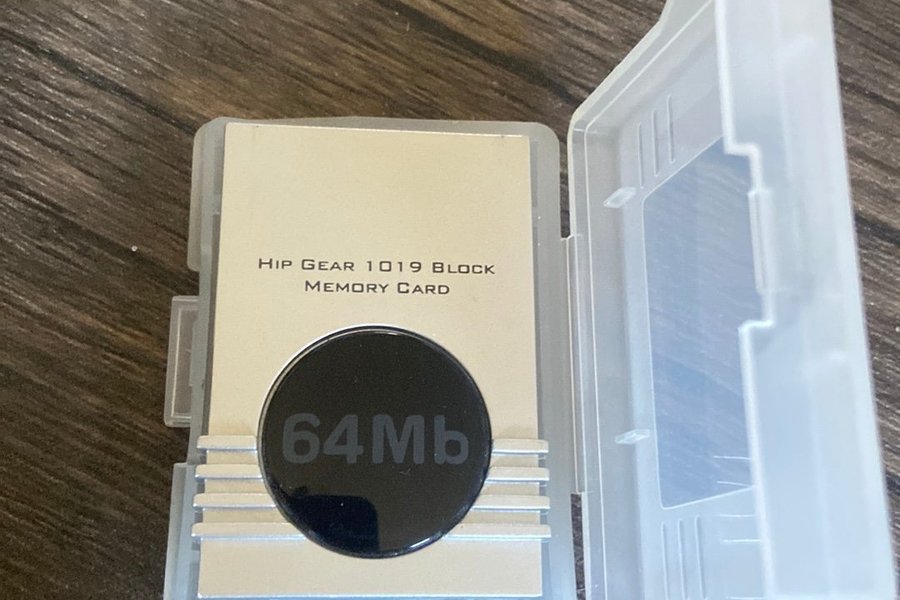 Hip Gear 1019 Block
Memory Card
64Mb